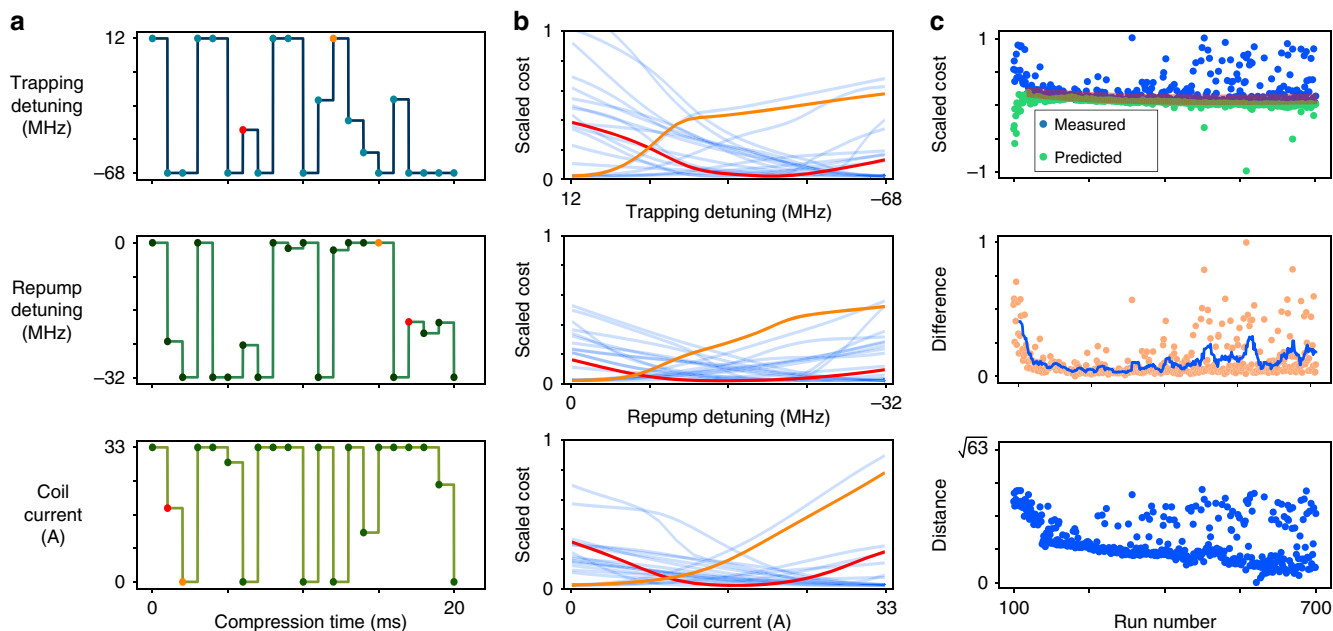 a
Trapping
detuning
(MHz)
12
−68
Repump
detuning
(MHz)
0
−32
Coil
current
(A)
33
0
0
20
Compression time (ms)
b
Scaled cost
1
0
12
−68
Trapping detuning (MHz)
Scaled cost
1
0
0
−32
Repump detuning (MHz)
Scaled cost
1
0
0
33
Coil current (A)
c
Scaled cost
1
−1
Measured
Predicted
Difference
1
0
Distance
√63
0
100
700
Run number